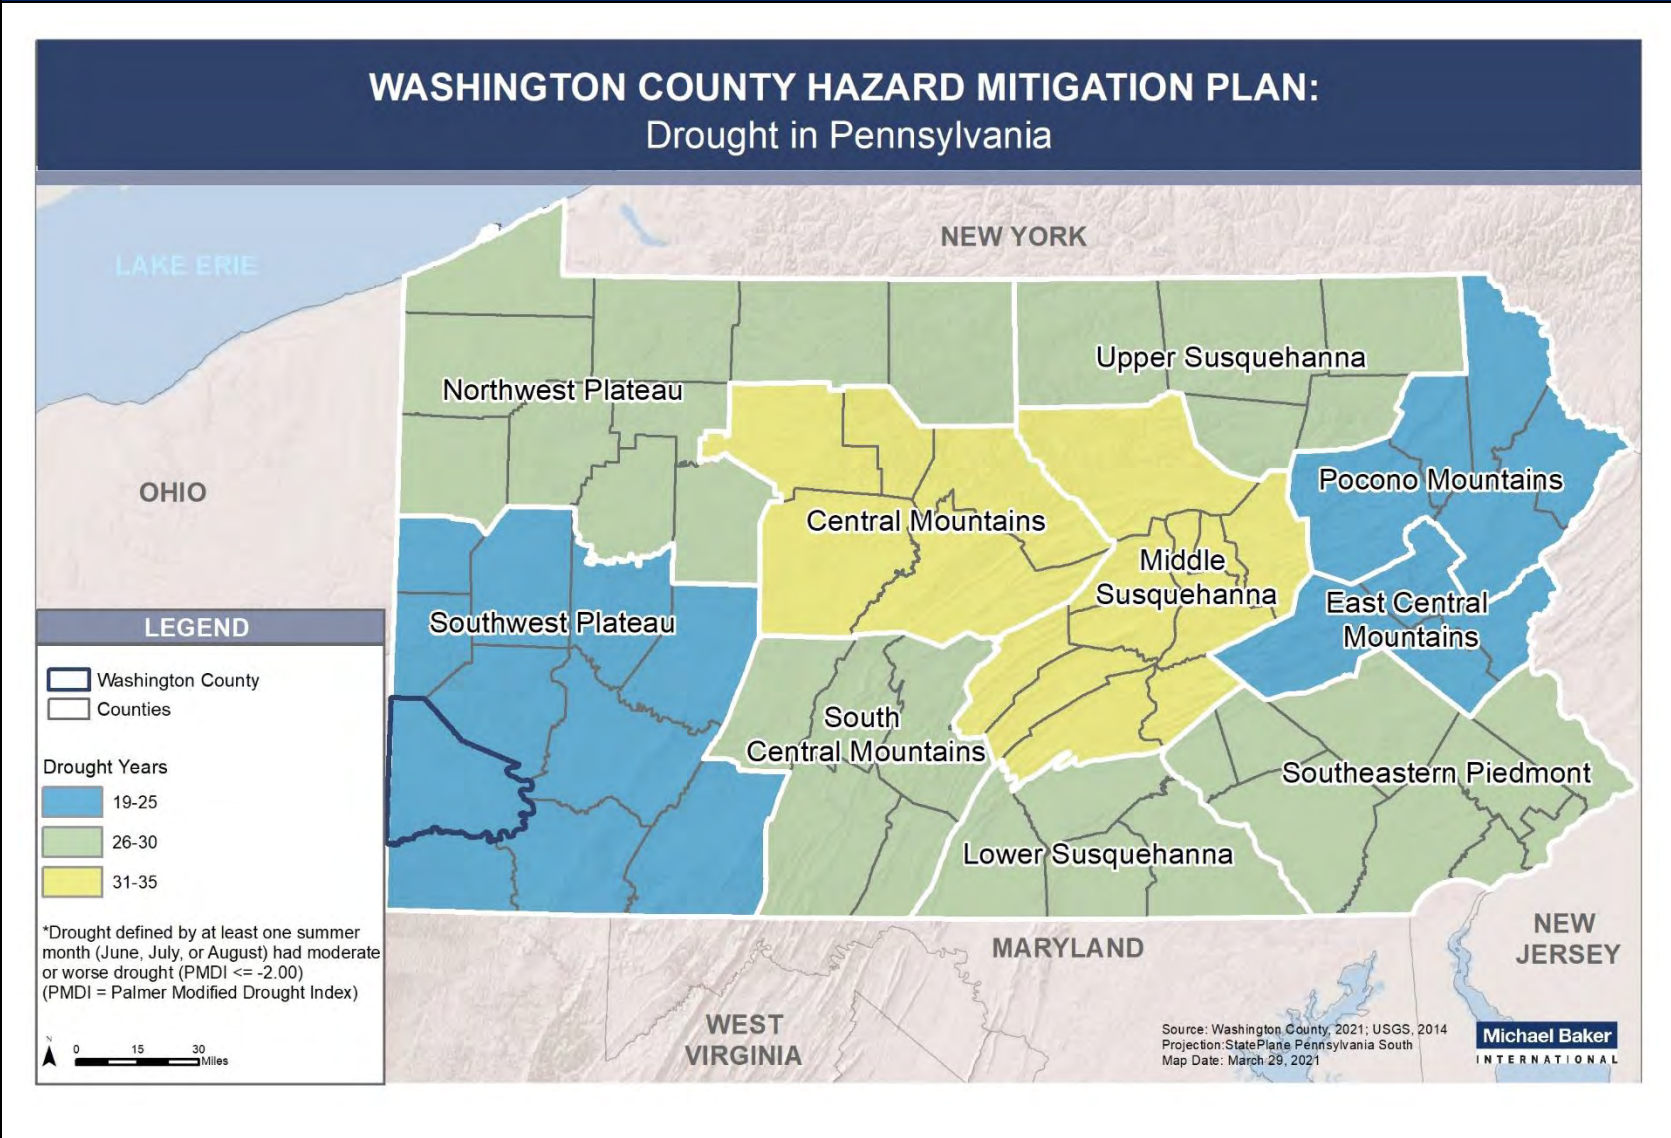 WASHINGTON COUNTY HAZARD MITIGATION PLAN:
Drought in Pennsylvania
NEW YORK
LAKE ERIE
Upper Susquehanna
Northwest Plateau
Pocono Mountains
OHIO
Central Mountains
Middle
Susquehanna
East Central
Mountains
Southwest Plateau
LEGEND
Washington County
Counties
South
Central Mountains
Drought Years
Southeastern Piedmont
19-25
26-30
Lower Susquehanna
31-35
*Drought defined by at least one summer
month (June, July, or August) had moderate
or worse drought (PMDI <= -2.00)
(PMDI = Palmer Modified Drought Index)
NEW
JERSEY
MARYLAND
WEST
VIRGINIA
N
0 15 30
Miles
Source: Washington County, 2021; USGS, 2014
Projection:StatePlane Pennsylvania South
Map Date: March 29, 2021
Michael Baker
INTERNATIONAL